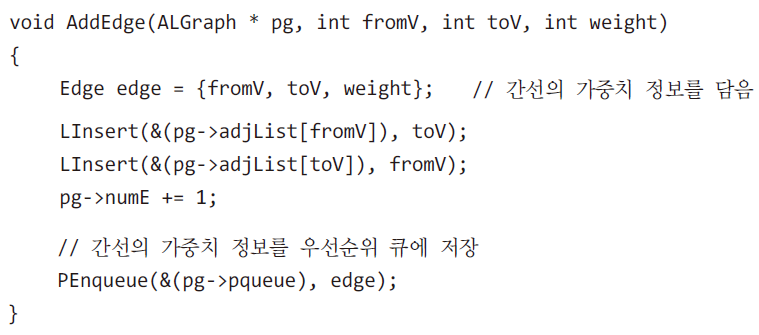 void AddEdge(ALGraph * pg, int fromV, int toV, int weight)
{
    Edge edge = {fromV, toV, weight};   // 간선의 가중치 정보를 담음
    LInsert(&(pg->adjList[fromV]), toV);
    LInsert(&(pg->adjList[toV]), fromV);
    pg->numE += 1;
    // 간선의 가중치 정보를 우선순위 큐에 저장
    PEnqueue(&(pg->pqueue), edge);
}